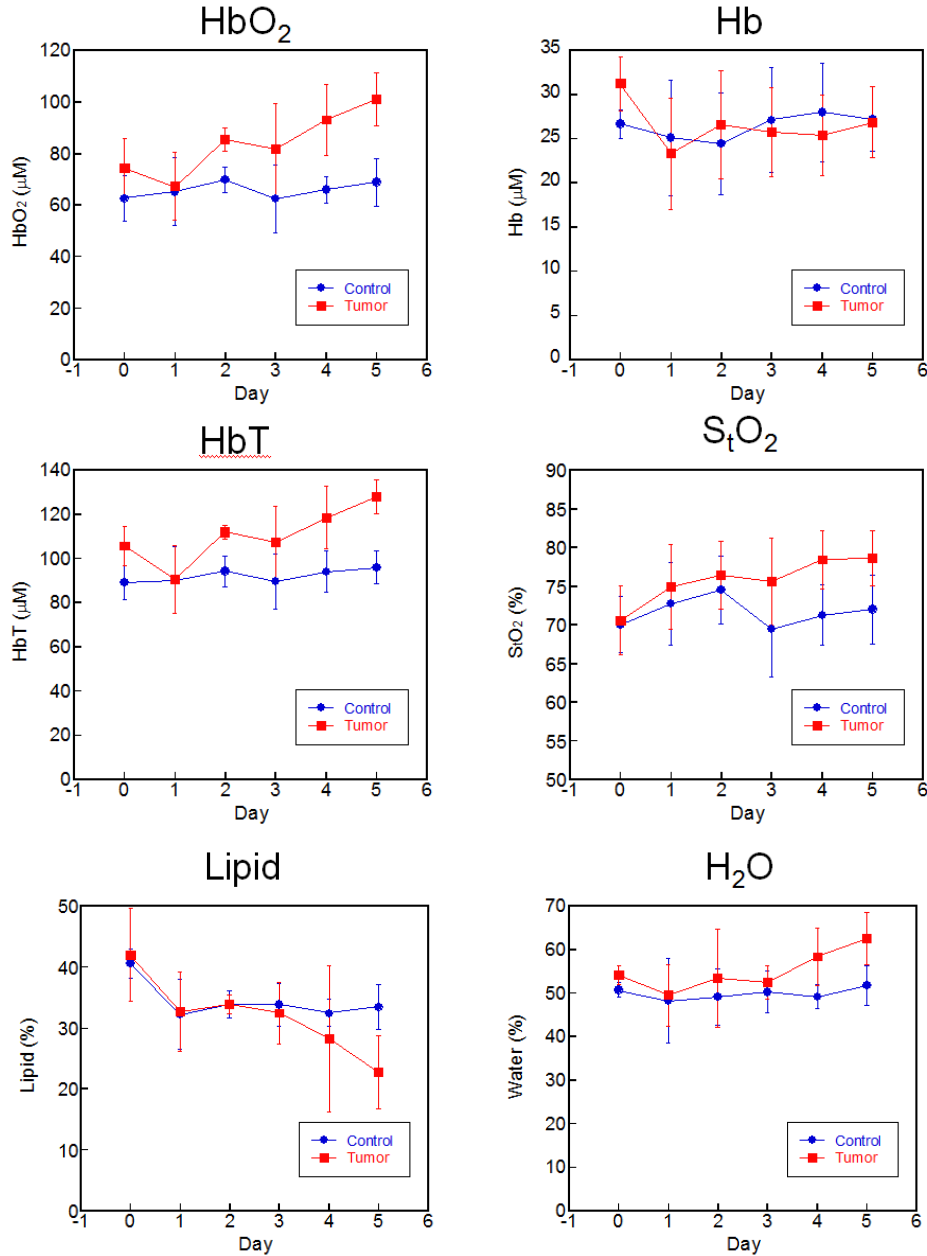 HbO₂
120
100
80
60
40
20
0
HbO₂ (μM)
Control
Tumor
-1 0 1 2 3 4 5 6
Day
Hb
35
30
25
20
15
10
5
0
Hb (μM)
Control
Tumor
-1 0 1 2 3 4 5 6
Day
HbT
140
120
100
80
60
40
20
0
HbT (μM)
Control
Tumor
-1 0 1 2 3 4 5 6
Day
SₜO₂
90
85
80
75
70
65
60
55
50
StO₂ (%)
Control
Tumor
-1 0 1 2 3 4 5 6
Day
Lipid
50
40
30
20
10
0
Lipid (%)
Control
Tumor
-1 0 1 2 3 4 5 6
Day
H₂O
70
60
50
40
30
20
10
0
Water (%)
Control
Tumor
-1 0 1 2 3 4 5 6
Day